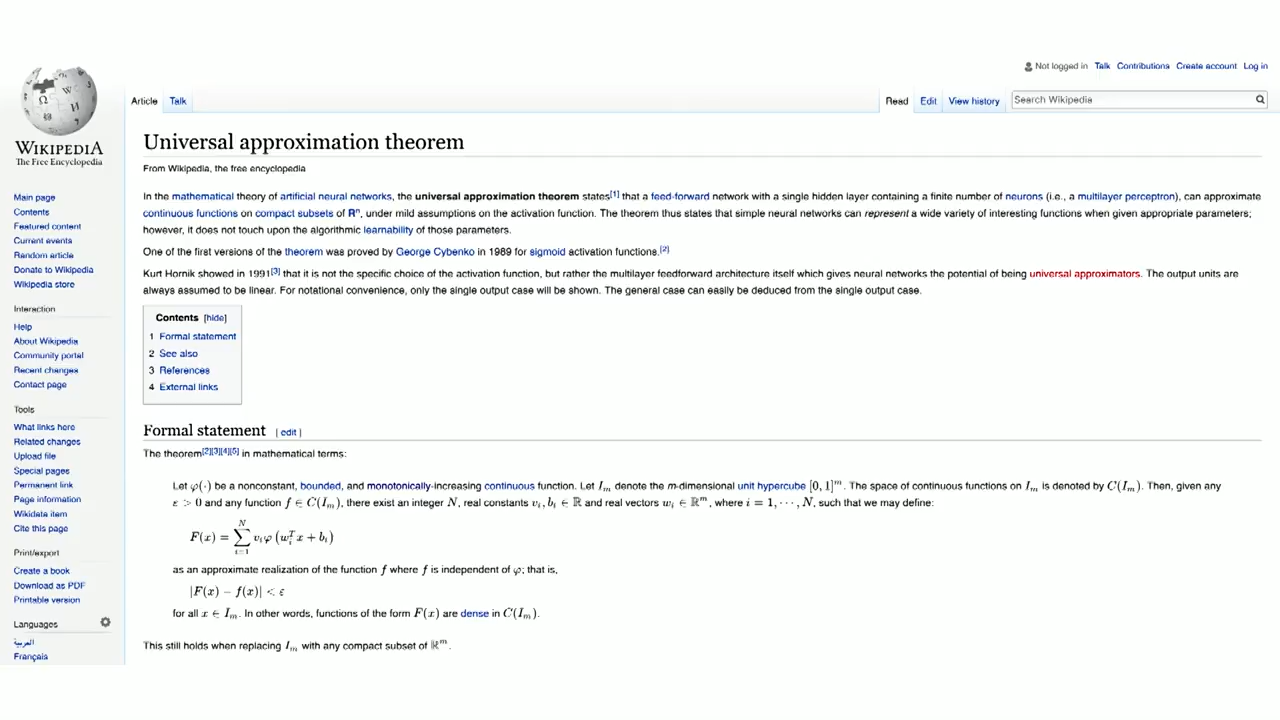 Not logged in Talk Contributions Create account Log in
Article Talk Read Edit View history Search Wikipedia
WIKIPEDIA
The Free Encyclopedia
Main page
Contents
Featured content
Current events
Random article
Donate to Wikipedia
Wikipedia store
Interaction
Help
About Wikipedia
Community portal
Recent changes
Contact page
Tools
What links here
Related changes
Upload file
Special pages
Permanent link
Page information
Wikidata item
Cite this page
Print/export
Create a book
Download as PDF
Printable version
Languages
العربية
Français
Universal approximation theorem
From Wikipedia, the free encyclopedia
In the mathematical theory of artificial neural networks, the universal approximation theorem states[1] that a feed-forward network with a single hidden layer containing a finite number of neurons (i.e., a multilayer perceptron), can approximate
continuous functions on compact subsets of Rⁿ, under mild assumptions on the activation function. The theorem thus states that simple neural networks can represent a wide variety of interesting functions when given appropriate parameters;
however, it does not touch upon the algorithmic learnability of those parameters.
One of the first versions of the theorem was proved by George Cybenko in 1989 for sigmoid activation functions.[2]
Kurt Hornik showed in 1991[3] that it is not the specific choice of the activation function, but rather the multilayer feedforward architecture itself which gives neural networks the potential of being universal approximators. The output units are
always assumed to be linear. For notational convenience, only the single output case will be shown. The general case can easily be deduced from the single output case.
Contents [hide]
1 Formal statement
2 See also
3 References
4 External links
Formal statement [ edit ]
The theorem[2][3][4][5] in mathematical terms:
Let φ(·) be a nonconstant, bounded, and monotonically-increasing continuous function. Let Iₘ denote the m-dimensional unit hypercube [0, 1]ᵐ. The space of continuous functions on Iₘ is denoted by C(Iₘ). Then, given any
ε > 0 and any function f ∈ C(Iₘ), there exist an integer N, real constants vᵢ, bᵢ ∈ ℝ and real vectors wᵢ ∈ ℝᵐ, where i = 1, ···, N, such that we may define:
F(x) = ∑_{i=1}^{N} vᵢφ (wᵢᵀx + bᵢ)
as an approximate realization of the function f where f is independent of φ; that is,
|F(x) − f(x)| < ε
for all x ∈ Iₘ. In other words, functions of the form F(x) are dense in C(Iₘ).
This still holds when replacing Iₘ with any compact subset of ℝᵐ.